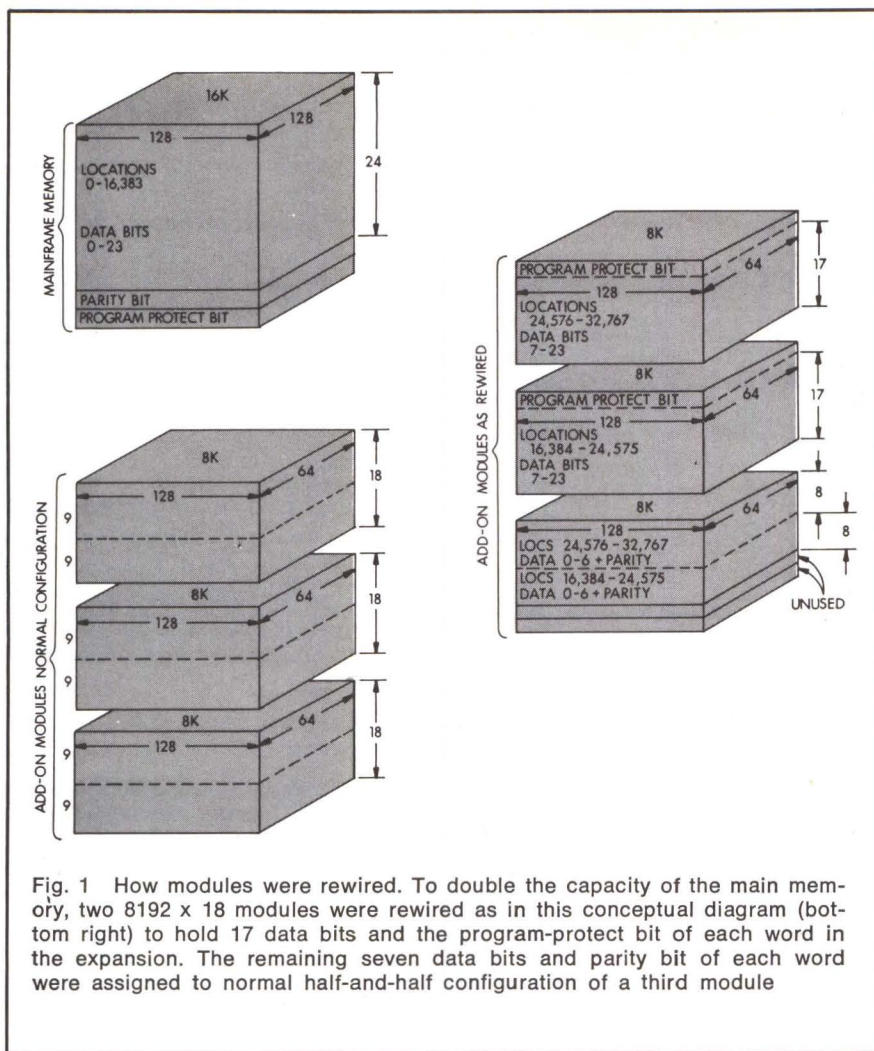 16K
128
128
24
MAINFRAME MEMORY
LOCATIONS
0-16,383
DATA BITS
0-23
PARITY BIT
PROGRAM PROTECT BIT
ADD-ON MODULES NORMAL CONFIGURATION
8K
128
64
18
9
9
8K
128
64
18
9
9
8K
128
64
18
9
9
ADD-ON MODULES AS REWIRED
8K
PROGRAM PROTECT BIT
128
64
17
LOCATIONS
24,576-32,767
DATA BITS
7-23
8K
PROGRAM PROTECT BIT
128
64
17
LOCATIONS
16,384-24,575
DATA BITS
7-23
8K
128
64
8
8
LOCS 24,576-32,767
DATA 0-6 + PARITY
LOCS 16,384-24,575
DATA 0-6 + PARITY
UNUSED
Fig. 1 How modules were rewired. To double the capacity of the main mem-
ory, two 8192 x 18 modules were rewired as in this conceptual diagram (bot-
tom right) to hold 17 data bits and the program-protect bit of each word in
the expansion. The remaining seven data bits and parity bit of each word
were assigned to normal half-and-half configuration of a third module